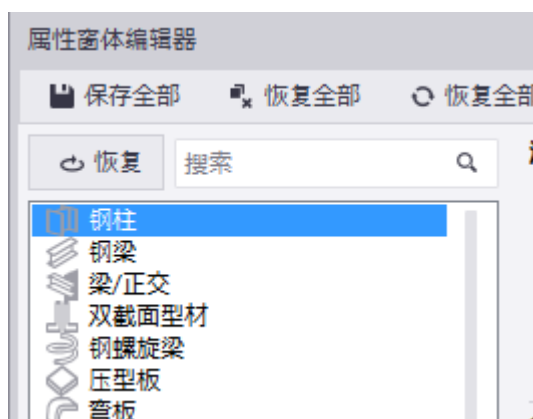 属性窗体编辑器
保存全部 恢复全部 恢复全部
恢复 搜索
钢柱
钢梁
梁/正交
双截面型材
钢螺旋梁
压型板
弯板